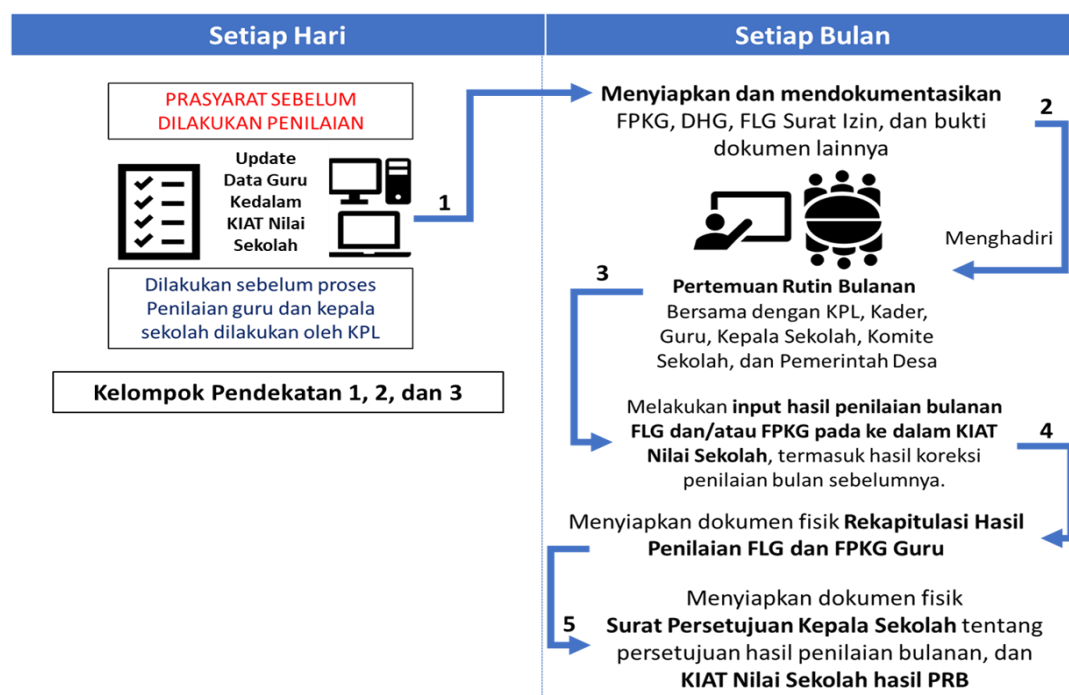 Setiap Hari
Setiap Bulan
PRASYARAT SEBELUM
DILAKUKAN PENILAIAN
Update
Data Guru
Kedalam
KIAT Nilai
Sekolah
1
Dilakukan sebelum proses
Penilaian guru dan kepala
sekolah dilakukan oleh KPL
Kelompok Pendekatan 1, 2, dan 3
Menyiapkan dan mendokumentasikan
FPKG, DHG, FLG Surat Izin, dan bukti
dokumen lainnya
2
Menghadiri
3
Pertemuan Rutin Bulanan
Bersama dengan KPL, Kader,
Guru, Kepala Sekolah, Komite
Sekolah, dan Pemerintah Desa
Melakukan input hasil penilaian bulanan
FLG dan/atau FPKG pada ke dalam KIAT
Nilai Sekolah, termasuk hasil koreksi
penilaian bulan sebelumnya.
4
Menyiapkan dokumen fisik Rekapitulasi Hasil
Penilaian FLG dan FPKG Guru
5
Menyiapkan dokumen fisik
Surat Persetujuan Kepala Sekolah tentang
persetujuan hasil penilaian bulanan, dan
KIAT Nilai Sekolah hasil PRB